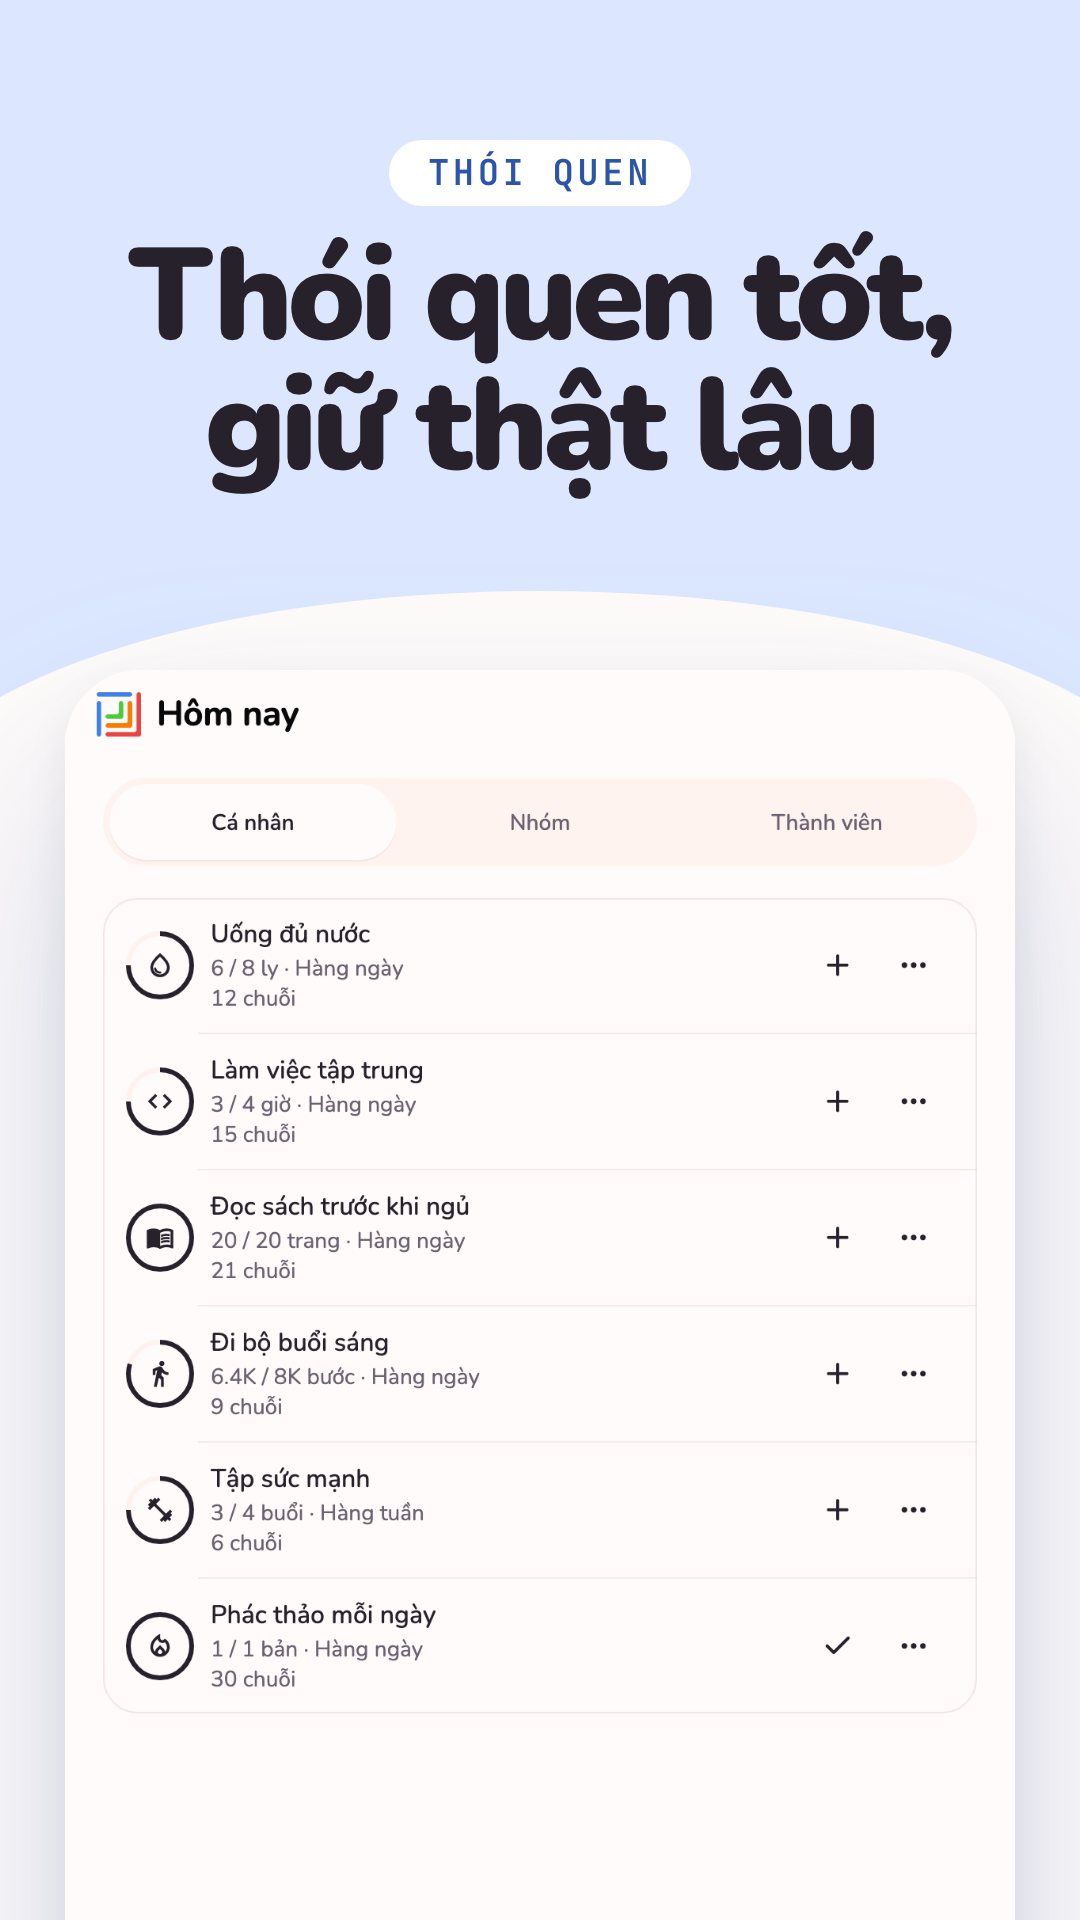 THÓI QUEN
Thói quen tốt,
giữ thật lâu
Hôm nay
Cá nhân
Nhóm
Thành viên
Uống đủ nước
6 / 8 ly · Hàng ngày
12 chuỗi
Làm việc tập trung
3 / 4 giờ · Hàng ngày
15 chuỗi
Đọc sách trước khi ngủ
20 / 20 trang · Hàng ngày
21 chuỗi
Đi bộ buổi sáng
6.4K / 8K bước · Hàng ngày
9 chuỗi
Tập sức mạnh
3 / 4 buổi · Hàng tuần
6 chuỗi
Phác thảo mỗi ngày
1 / 1 bản · Hàng ngày
30 chuỗi